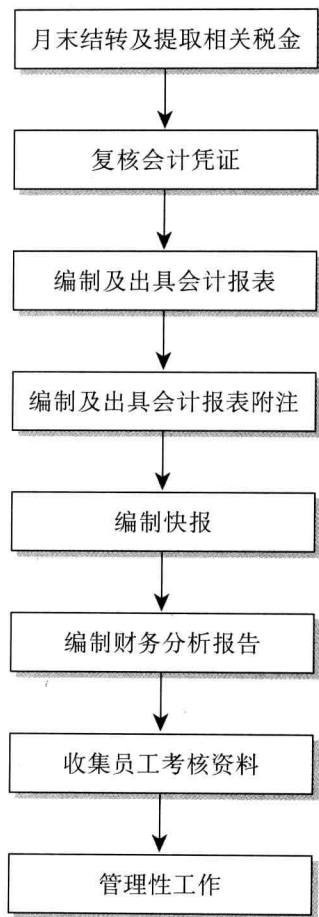 月末结转及提取相关税金
复核会计凭证
编制及出具会计报表
编制及出具会计报表附注
编制快报
编制财务分析报告
收集员工考核资料
管理性工作